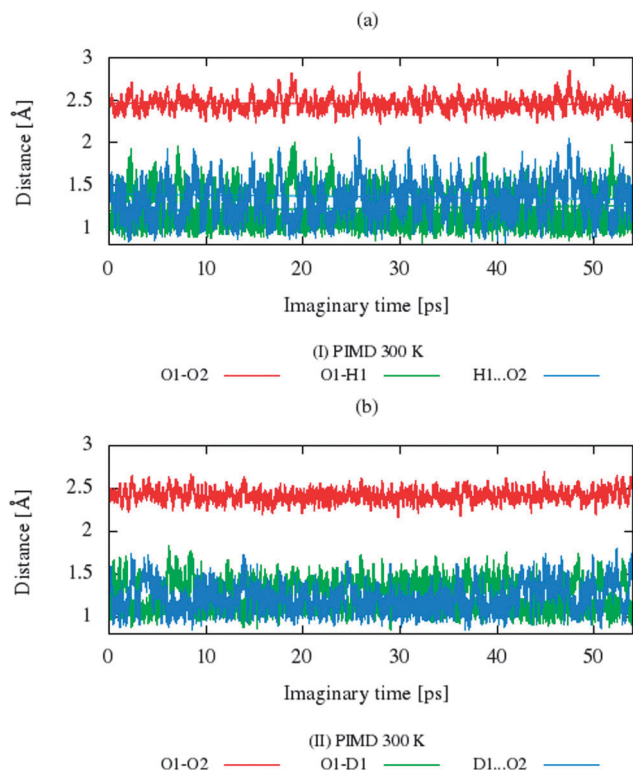 (a)
Distance [Å]
3
2.5
2
1.5
1
0 10 20 30 40 50
Imaginary time [ps]
(I) PIMD 300 K
O1-O2 O1-H1 H1...O2
(b)
Distance [Å]
3
2.5
2
1.5
1
0 10 20 30 40 50
Imaginary time [ps]
(II) PIMD 300 K
O1-O2 O1-D1 D1...O2